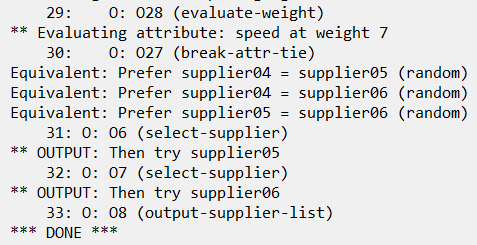 29: O: O28 (evaluate-weight)
** Evaluating attribute: speed at weight 7
30: O: O27 (break-attr-tie)
Equivalent: Prefer supplier04 = supplier05 (random)
Equivalent: Prefer supplier04 = supplier06 (random)
Equivalent: Prefer supplier05 = supplier06 (random)
31: O: O6 (select-supplier)
** OUTPUT: Then try supplier05
32: O: O7 (select-supplier)
** OUTPUT: Then try supplier06
33: O: O8 (output-supplier-list)
*** DONE ***